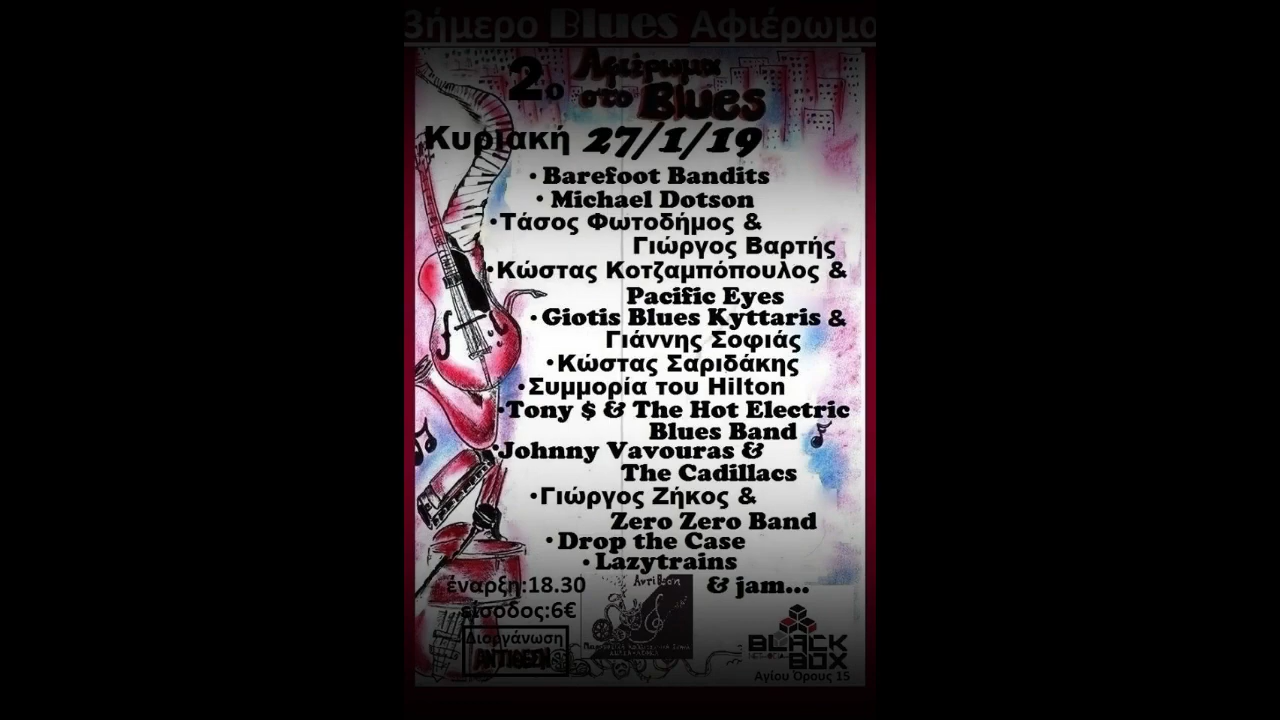 3ήμερο Blues Αφιέρωμα
2ο Αφιέρωμα
στο Blues
Κυριακή 27/1/19
• Barefoot Bandits
• Michael Dotson
• Τάσος Φωτοδήμος &
Γιώργος Βαρτής
• Κώστας Κοτζαμπόπουλος &
Pacific Eyes
• Giotis Blues Kyttaris &
Γιάννης Σοφιάς
• Κώστας Σαριδάκης
• Συμμορία του Hilton
• Tony $ & The Hot Electric
Blues Band
• Johnny Vavouras &
The Cadillacs
• Γιώργος Ζήκος &
Zero Zero Band
• Drop the Case
• Lazytrains
& jam...
έναρξη:18.30
είσοδος:6€
Διοργάνωση
ΑΝΤΙΘΕΣΗ
Αντίθεση
BLACK
BOX
Αγίου Όρους 15